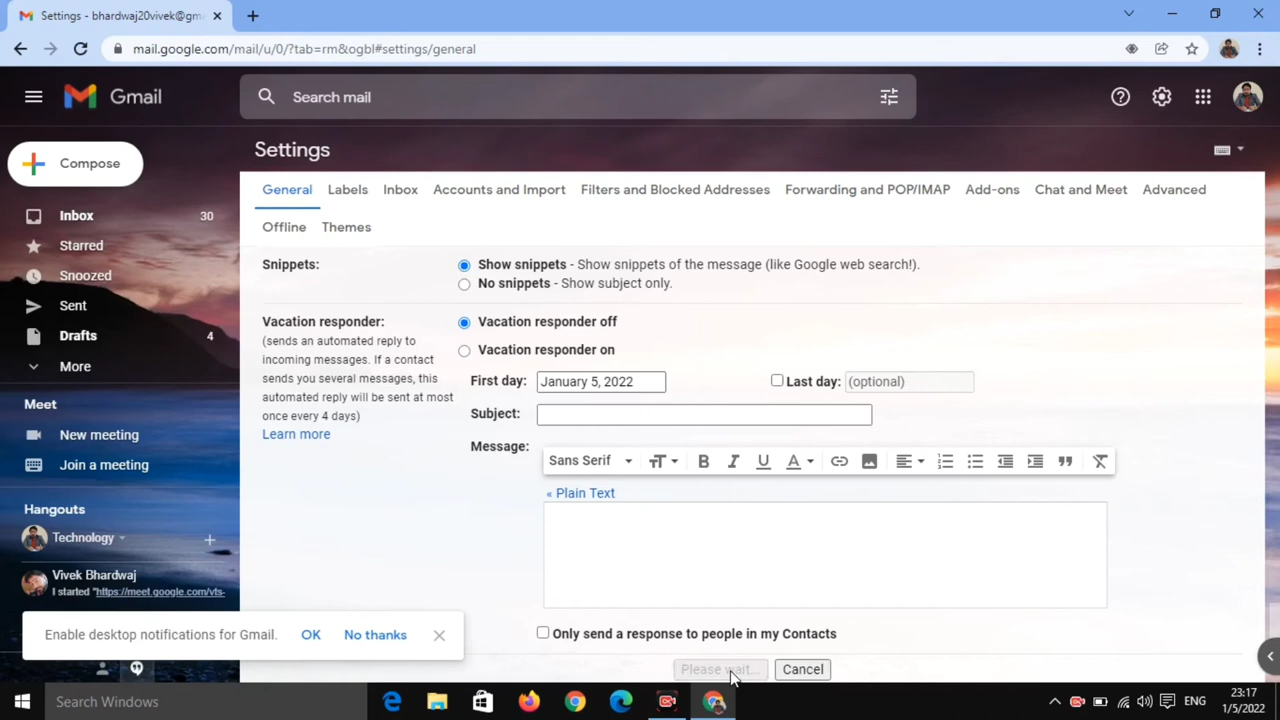 Settings - bhardwaj20vivek@gm
mail.google.com/mail/u/0/?tab=rm&ogbl#settings/general
Gmail
Search mail
Compose
Inbox 30
Starred
Snoozed
Sent
Drafts 4
More
Meet
New meeting
Join a meeting
Hangouts
Technology
Vivek Bhardwaj
I started "https://meet.google.com/vts-
Settings
General Labels Inbox Accounts and Import Filters and Blocked Addresses Forwarding and POP/IMAP Add-ons Chat and Meet Advanced
Offline Themes
Snippets:
Show snippets - Show snippets of the message (like Google web search!).
No snippets - Show subject only.
Vacation responder:
(sends an automated reply to
incoming messages. If a contact
sends you several messages, this
automated reply will be sent at most
once every 4 days)
Learn more
Vacation responder off
Vacation responder on
First day: January 5, 2022 Last day: (optional)
Subject:
Message:
Sans Serif
« Plain Text
Only send a response to people in my Contacts
Please wait... Cancel
Enable desktop notifications for Gmail. OK No thanks
Search Windows
ENG
23:17
1/5/2022